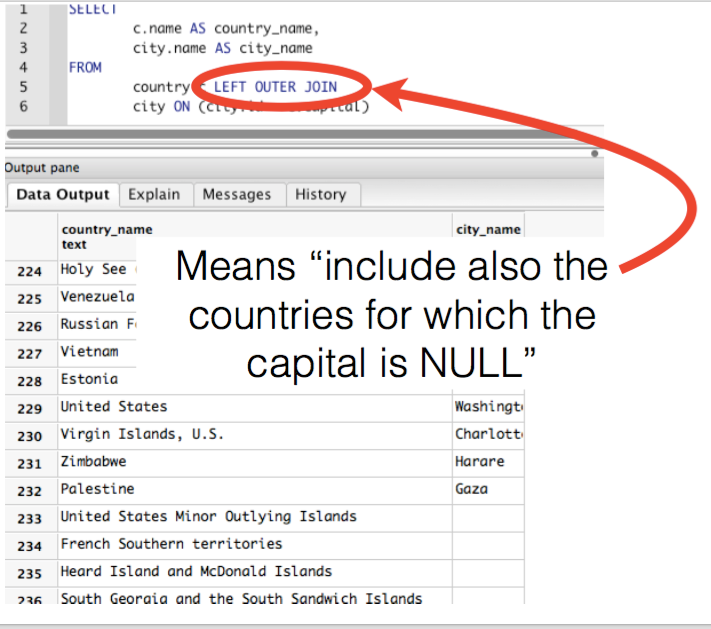 1 SELECT
2 c.name AS country_name,
3 city.name AS city_name
4 FROM
5 country LEFT OUTER JOIN
6 city ON
Output pane
Data Output Explain Messages History
country_name city_name
text
224 Holy See
225 Venezuela
226 Russian
227 Vietnam
228 Estonia
Means “include also the
countries for which the
capital is NULL”
229 United States Washingt
230 Virgin Islands, U.S. Charlott
231 Zimbabwe Harare
232 Palestine Gaza
233 United States Minor Outlying Islands
234 French Southern territories
235 Heard Island and McDonald Islands
236 South Georgia and the South Sandwich Islands